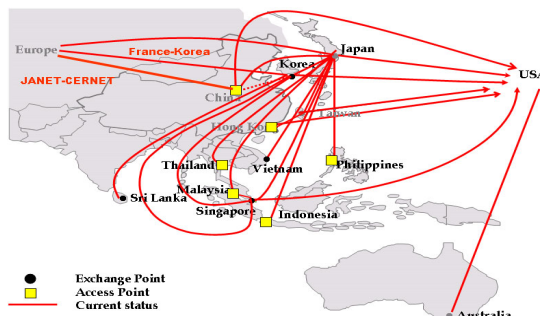 Japan
France-Korea
Europe
Korea
USA
JANET-CERNET
China
Taiwan
Hong Ko
Thailand
Vietnam
Philippines
Malaysia
Sri Lanka
Singapore
Indonesia
Exchange Point
Access Point
Current status
Australia